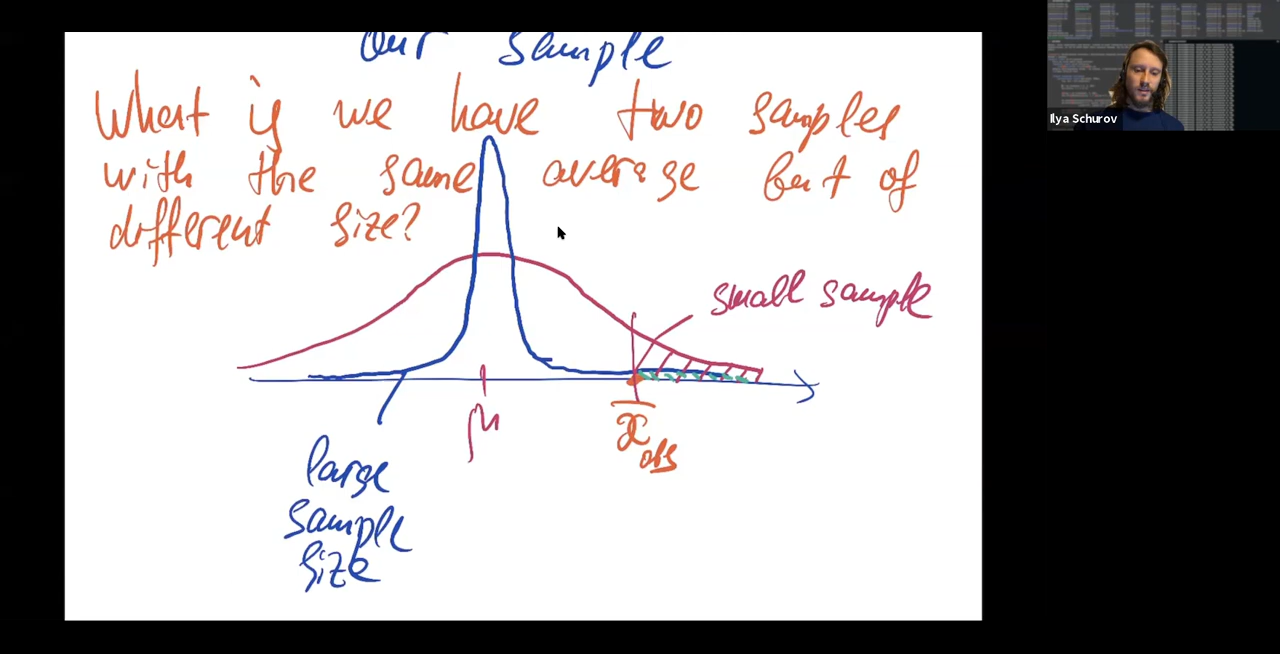 our sample
What if we have two samples
with the same average but of
different size?
small sample
μ
x̄ obs
large
sample
size
Ilya Schurov